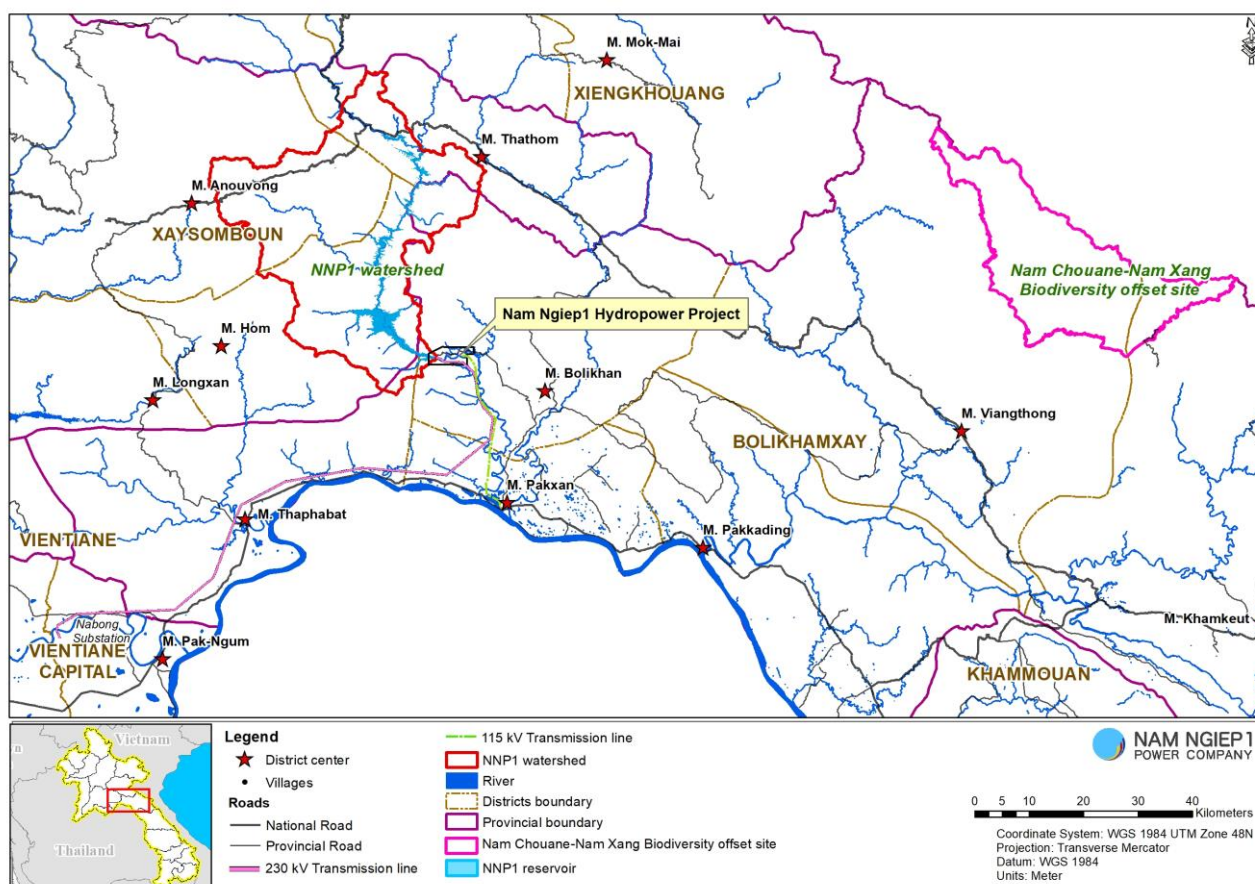 M. Mok-Mai
XIENGKHOUANG
M. Thathom
M. Anouvong
XAYSOMBOUN
NNP1 watershed
Nam Chouane-Nam Xang
Biodiversity offset site
Nam Ngiep1 Hydropower Project
M. Hom
M. Longxan
M. Bolikhan
M. Viangthong
BOLIKHAMXAY
M. Pakxan
M. Thaphabat
M. Pakkading
VIENTIANE
Nabong
Substation
M. Pak-Ngum
VIENTIANE
CAPITAL
M. Khamkeut
KHAMMOUAN
Vietnam
Thailand
Legend
District center
Villages
Roads
National Road
Provincial Road
230 kV Transmission line
115 kV Transmission line
NNP1 watershed
River
Districts boundary
Provincial boundary
Nam Chouane-Nam Xang Biodiversity offset site
NNP1 reservoir
NAM NGIEP1
POWER COMPANY
0 5 10 20 30 40
Kilometers
Coordinate System: WGS 1984 UTM Zone 48N
Projection: Transverse Mercator
Datum: WGS 1984
Units: Meter